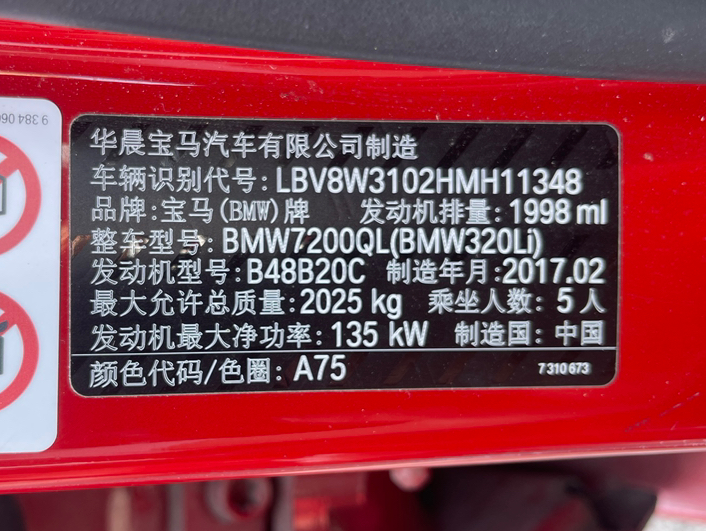 华晨宝马汽车有限公司制造
车辆识别代号: LBV8W3102HMH11348
品牌: 宝马(BMW)牌 发动机排量: 1998 ml
整车型号: BMW7200QL(BMW320Li)
发动机型号: B48B20C 制造年月: 2017.02
最大允许总质量: 2025 kg 乘坐人数: 5人
发动机最大净功率: 135 kW 制造国: 中国
颜色代码/色圈: A75 7310673